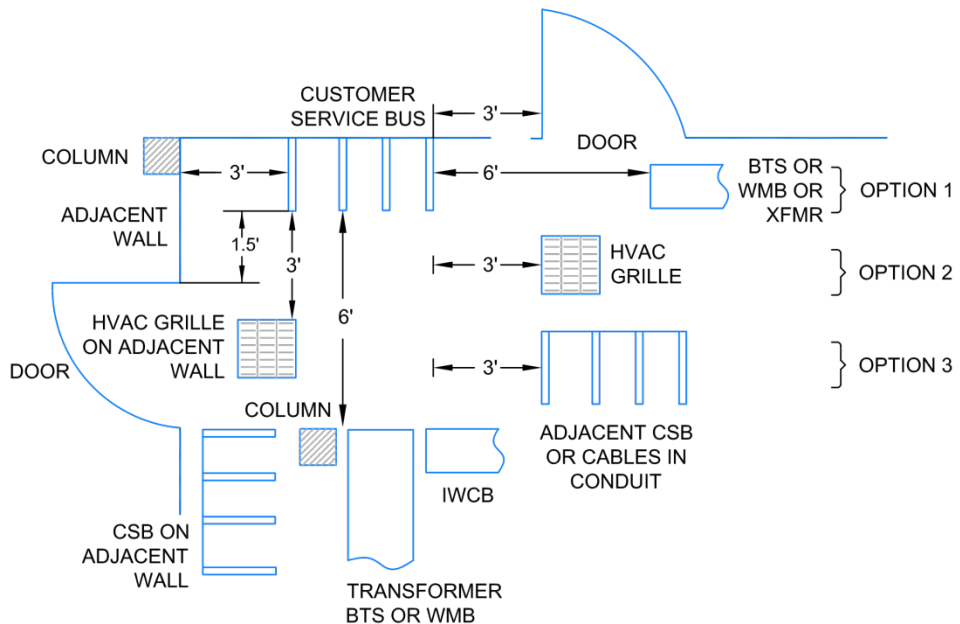 CUSTOMER
SERVICE BUS
3'
COLUMN
DOOR
3'
6'
BTS OR
WMB OR
XFMR
OPTION 1
ADJACENT
WALL
1.5'
3'
3'
HVAC
GRILLE
OPTION 2
6'
HVAC GRILLE
ON ADJACENT
WALL
DOOR
3'
OPTION 3
COLUMN
ADJACENT CSB
OR CABLES IN
CONDUIT
IWCB
CSB ON
ADJACENT
WALL
TRANSFORMER
BTS OR WMB